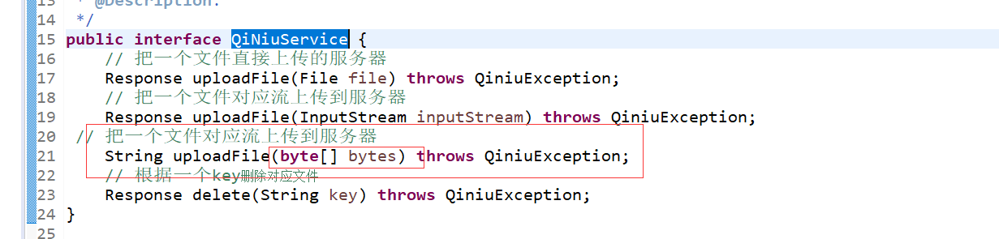 13 * @Description:
14 */
15 public interface QiNiuService {
16 // 把一个文件直接上传的服务器
17 Response uploadFile(File file) throws QiniuException;
18 // 把一个文件对应流上传到服务器
19 Response uploadFile(InputStream inputStream) throws QiniuException;
20 // 把一个文件对应流上传到服务器
21 String uploadFile(byte[] bytes) throws QiniuException;
22 // 根据一个key删除对应文件
23 Response delete(String key) throws QiniuException;
24 }
25